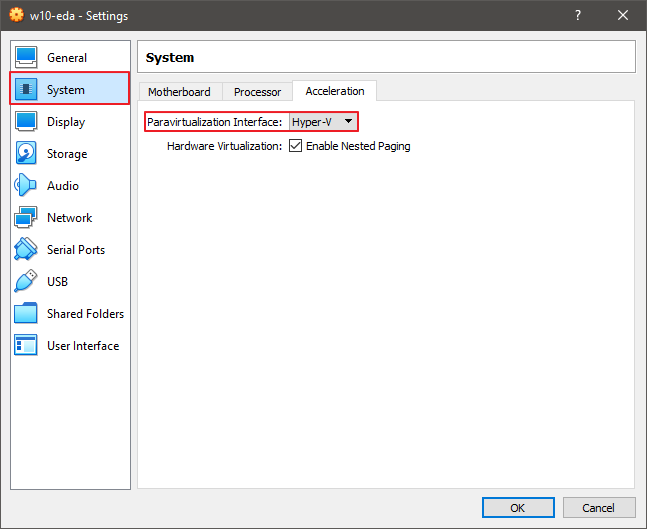 w10-eda - Settings
?
General
System
Display
Storage
Audio
Network
Serial Ports
USB
Shared Folders
User Interface
System
Motherboard Processor Acceleration
Paravirtualization Interface: Hyper-V
Hardware Virtualization: Enable Nested Paging
OK Cancel